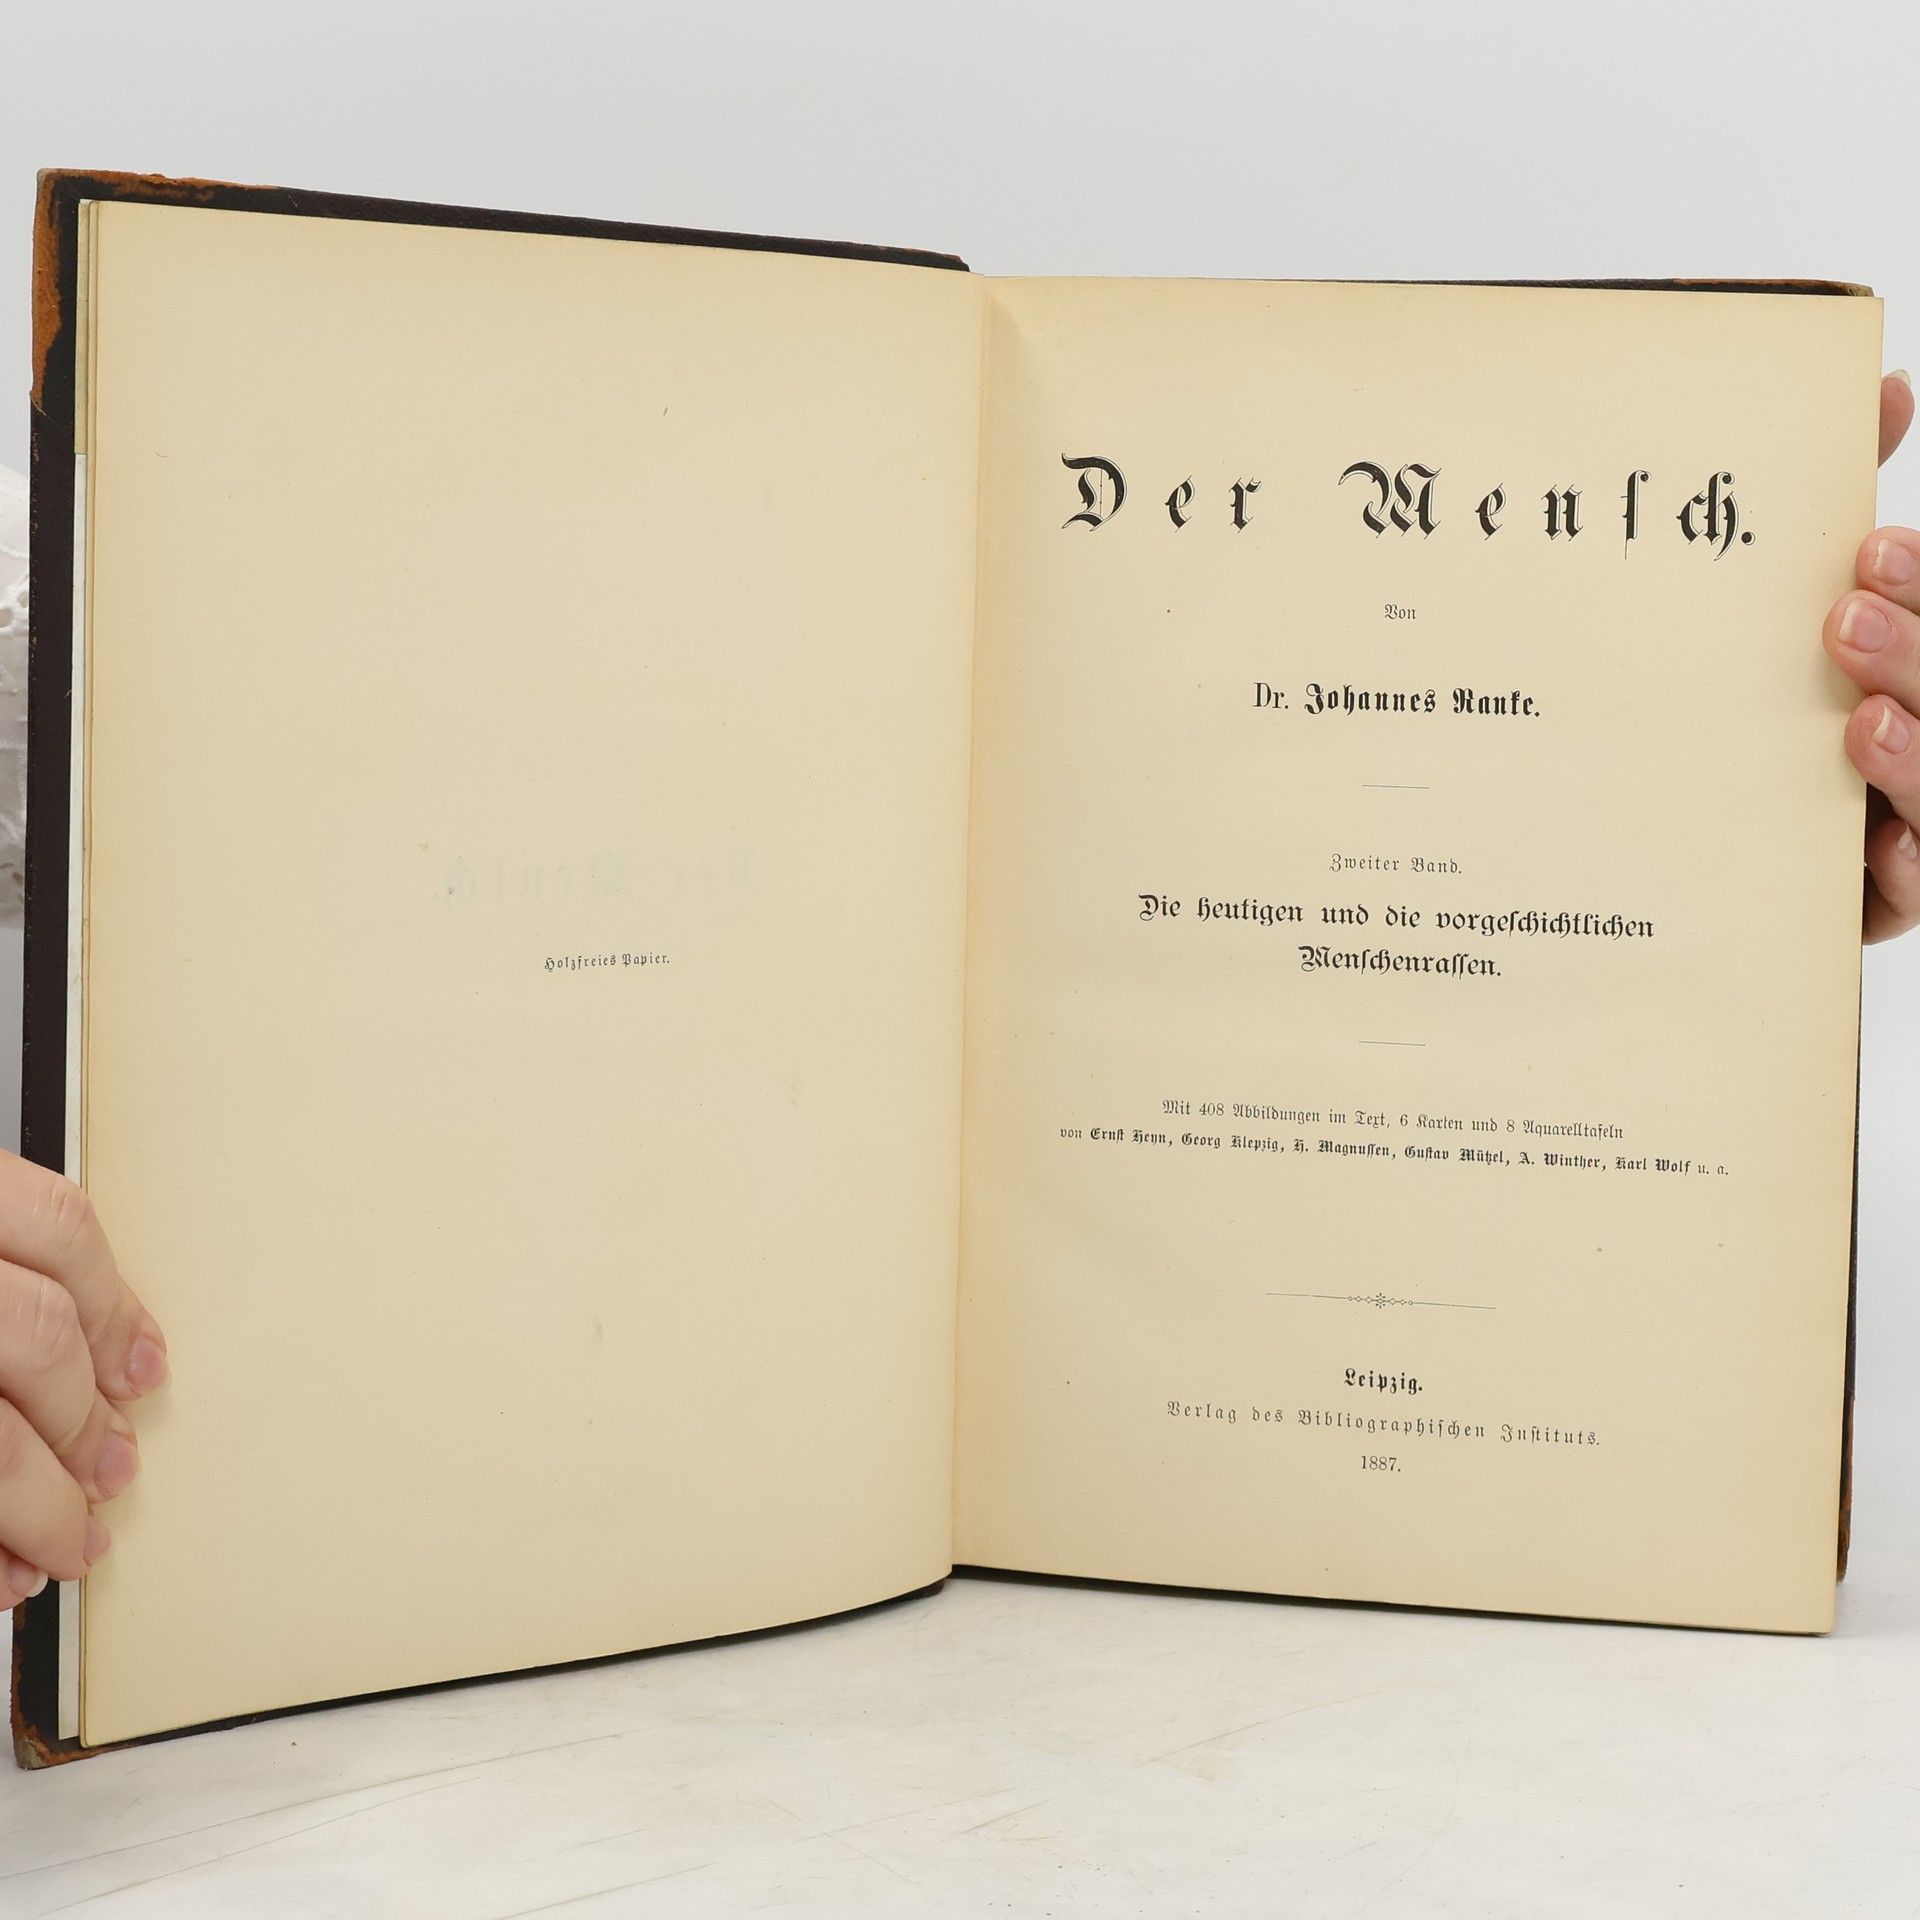 Holzfreies Papier.
Der Menſch.
Von
Dr. Johannes Ranke.
Zweiter Band.
Die heutigen und die vorgeſchichtlichen
Menſchenraſſen.
Mit 408 Abbildungen im Text, 6 Karten und 8 Aquarelltafeln
von Ernſt Heyn, Georg Klepzig, H. Magnuſſen, Guſtav Mützel, A. Winther, Karl Wolf u. a.
Leipzig.
Verlag des Bibliographiſchen Inſtituts.
1887.